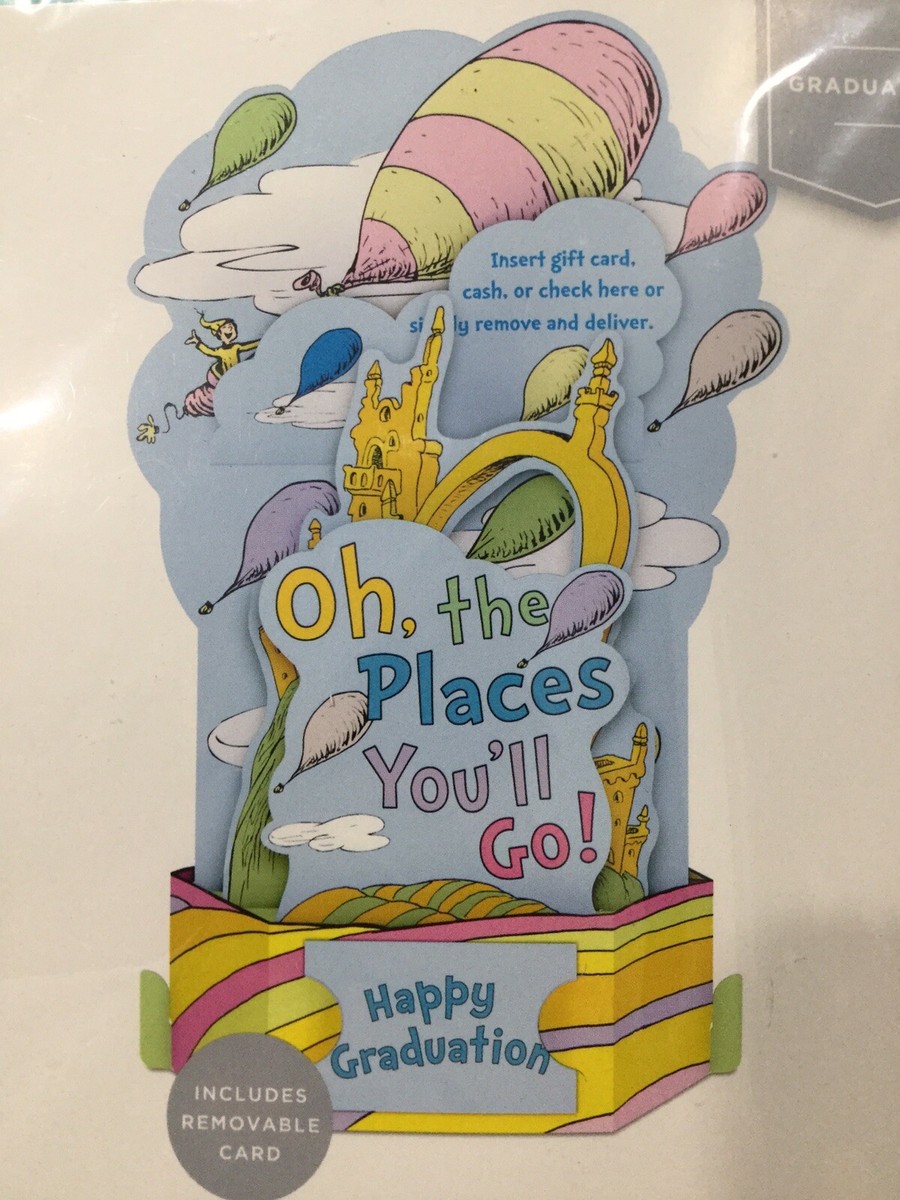 GRADUA
Insert gift card,
cash, or check here or
simply remove and deliver.
Oh, the
Places
You'll
Go!
Happy
Graduation
INCLUDES
REMOVABLE
CARD